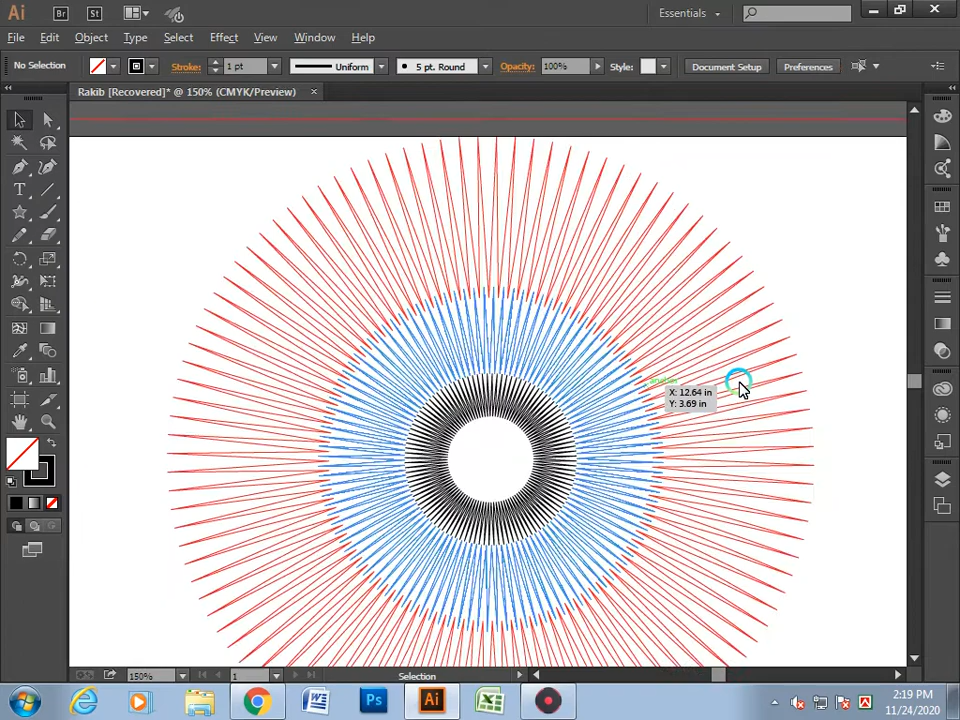 Ai Br St Essentials
File Edit Object Type Select Effect View Window Help
No Selection Stroke: 1 pt Uniform 5 pt. Round Opacity: 100% Style: Document Setup Preferences
Rakib [Recovered]* @ 150% (CMYK/Preview)
X: 12.64 in
Y: 3.69 in
150% 1 Selection
W Ps Ai
2:19 PM
11/24/2020